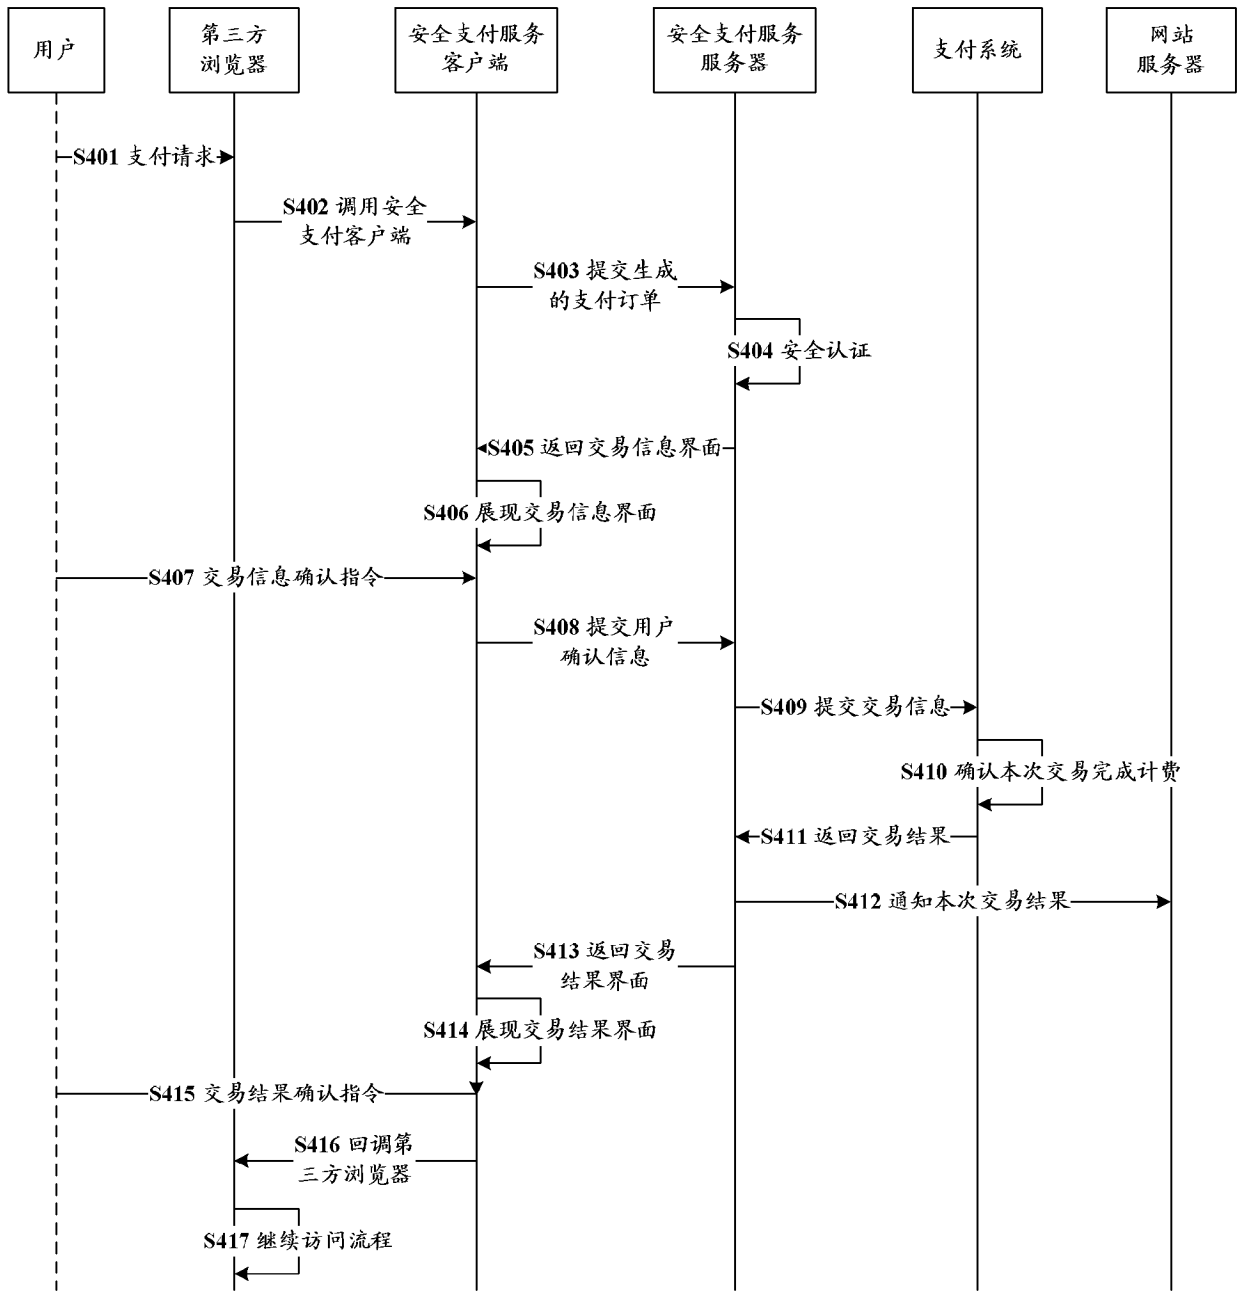 用户
第三方
浏览器
安全支付服务
客户端
安全支付服务
服务器
支付系统
网站
服务器
S401 支付请求
S402 调用安全
支付客户端
S403 提交生成
的支付订单
S404 安全认证
S405 返回交易信息界面
S406 展现交易信息界面
S407 交易信息确认指令
S408 提交用户
确认信息
S409 提交交易信息
S410 确认本次交易完成计费
S411 返回交易结果
S412 通知本次交易结果
S413 返回交易
结果界面
S414 展现交易结果界面
S415 交易结果确认指令
S416 回调第
三方浏览器
S417 继续访问流程